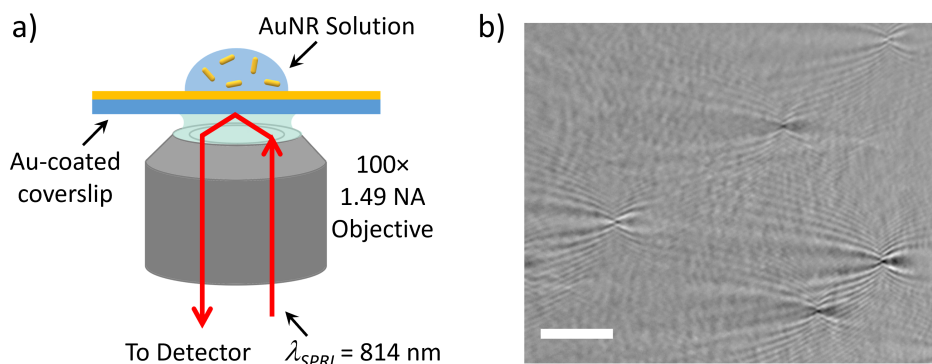 a)
AuNR Solution
Au-coated
coverslip
100×
1.49 NA
Objective
To Detector
λSPRI = 814 nm
b)